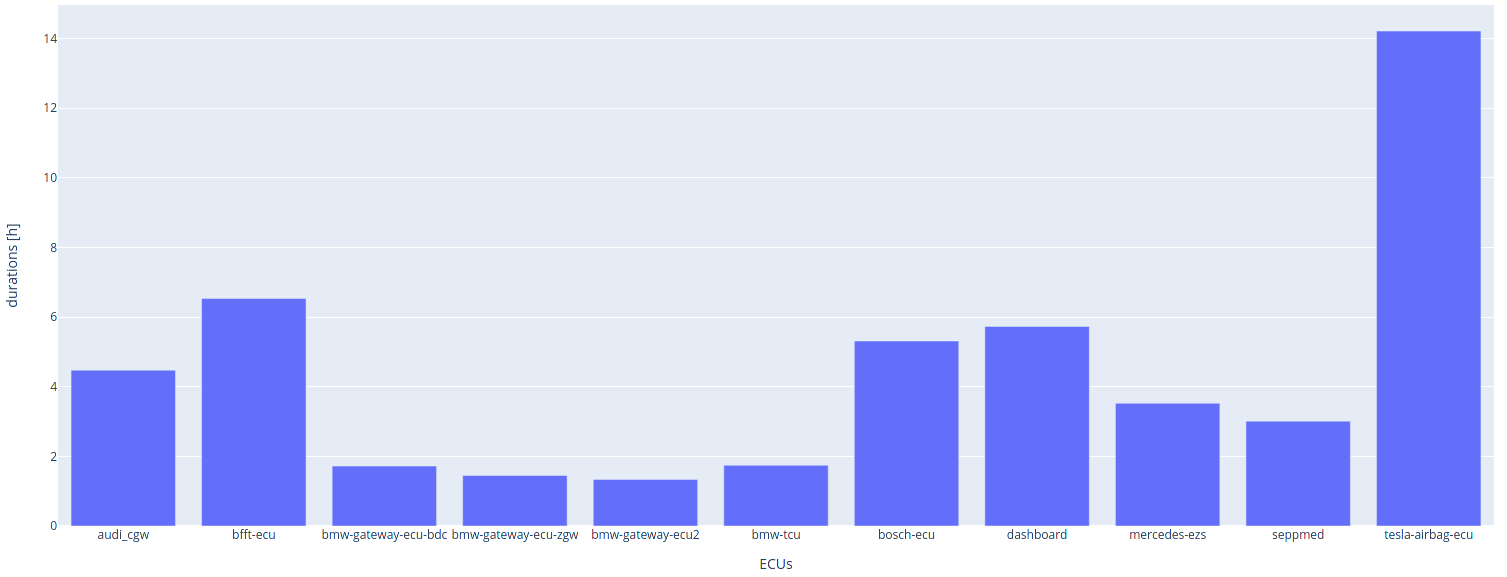 durations [h]
14
12
10
8
6
4
2
0
audi_cgw bfft-ecu bmw-gateway-ecu-bdc bmw-gateway-ecu-zgw bmw-gateway-ecu2 bmw-tcu bosch-ecu dashboard mercedes-ezs seppmed tesla-airbag-ecu
ECUs